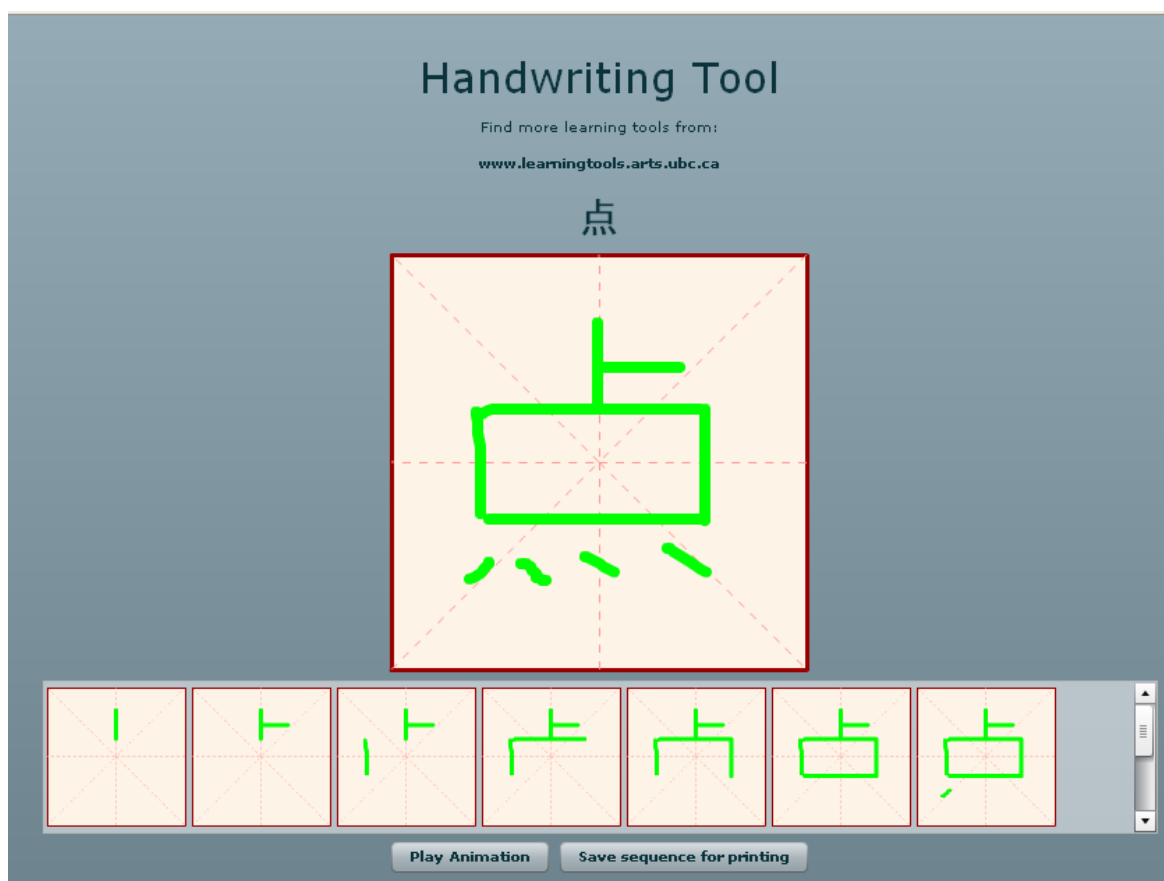 Handwriting Tool
Find more learning tools from:
www.learningtools.arts.ubc.ca
点
点
Play Animation
Save sequence for printing